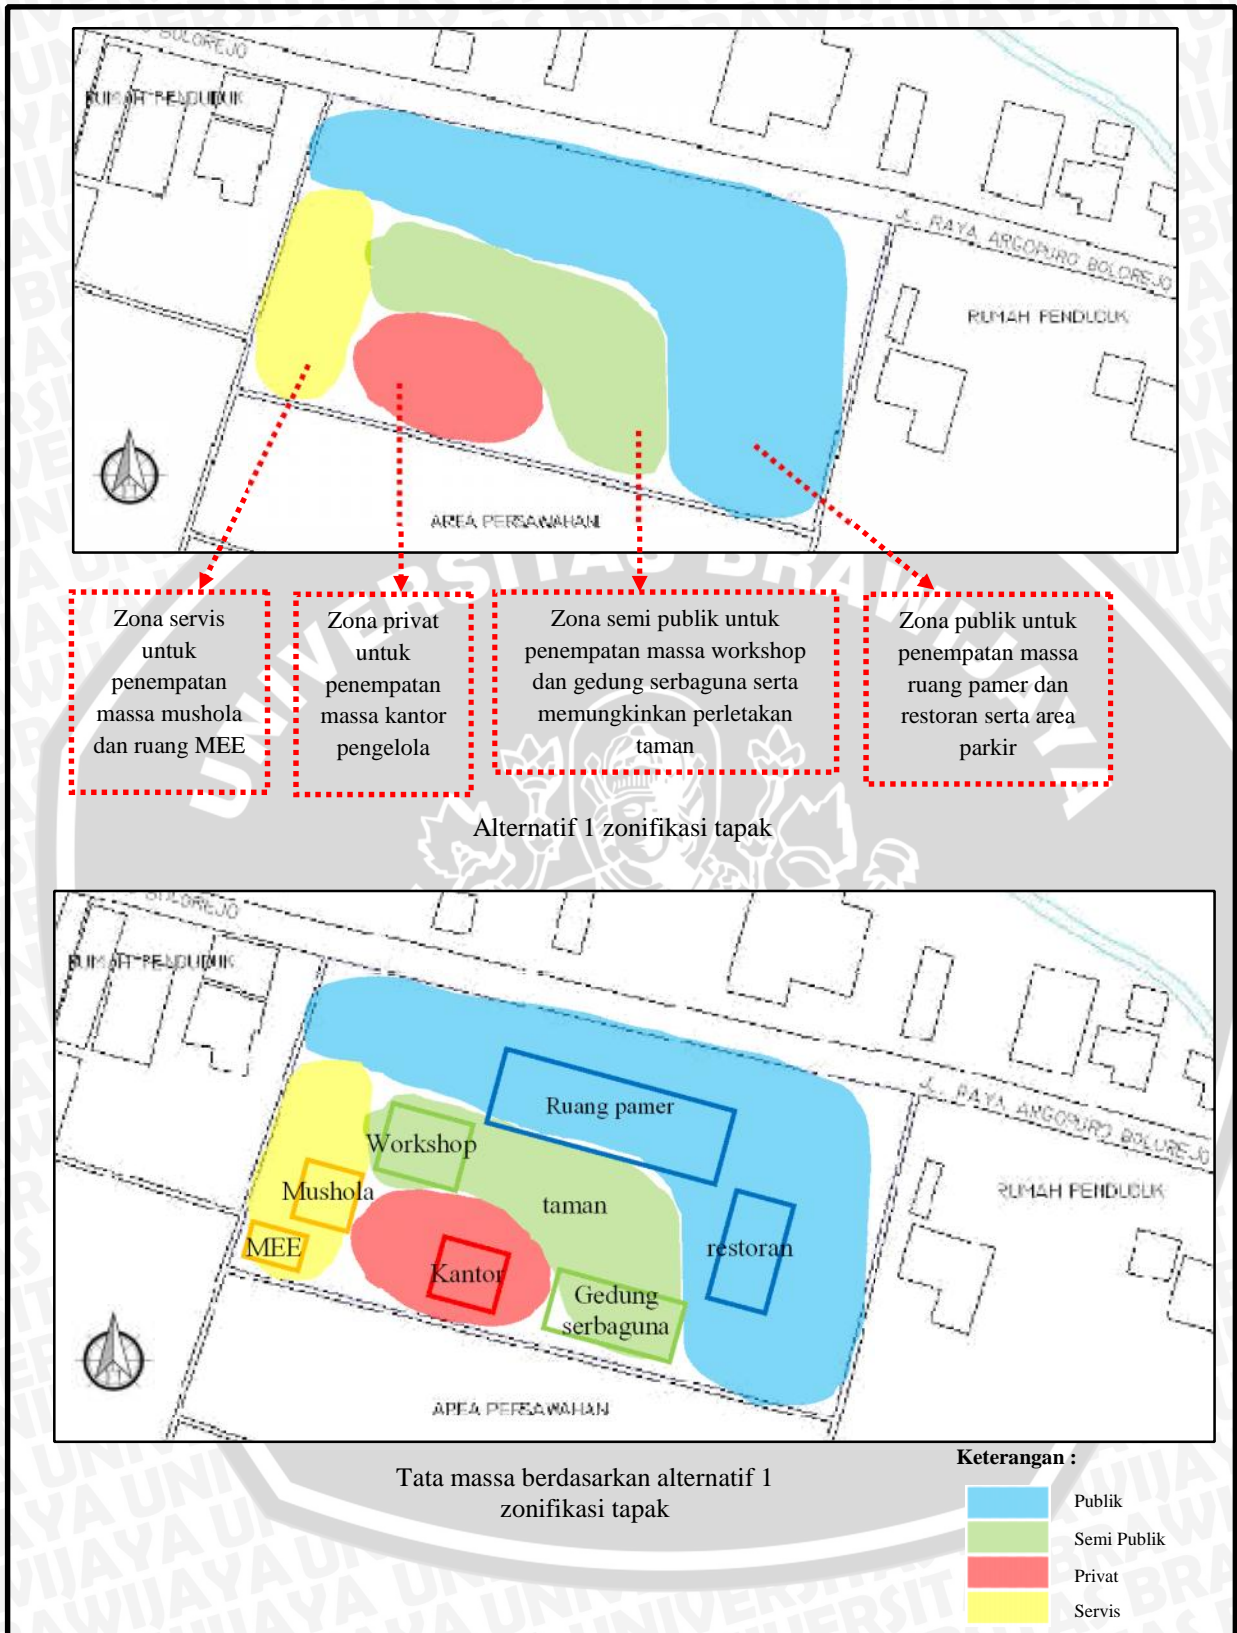 BOLOREJO
RUMAH PENDUDUK
JL. RAYA ARGOPURO BOLOREJO
RUMAH PENDUDUK
AREA PERSAWAHAN
Zona servis
untuk
penempatan
massa mushola
dan ruang MEE
Zona privat
untuk
penempatan
massa kantor
pengelola
Zona semi publik untuk
penempatan massa workshop
dan gedung serbaguna serta
memungkinkan perletakan
taman
Zona publik untuk
penempatan massa
ruang pamer dan
restoran serta area
parkir
UNIVERSITAS BRAWIJAYA
Alternatif 1 zonifikasi tapak
BOLOREJO
RUMAH PENDUDUK
JL. RAYA ARGOPURO BOLOREJO
RUMAH PENDUDUK
Ruang pamer
Workshop
Mushola
taman
MEE
restoran
Kantor
Gedung
serbaguna
AREA PERSAWAHAN
Tata massa berdasarkan alternatif 1
zonifikasi tapak
Keterangan :
Publik
Semi Publik
Privat
Servis